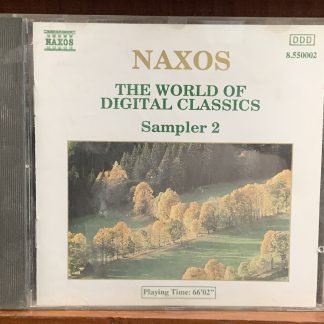 NAXOS
DDD
8.550002
NAXOS
THE WORLD OF
DIGITAL CLASSICS
Sampler 2
Playing Time: 66'02"